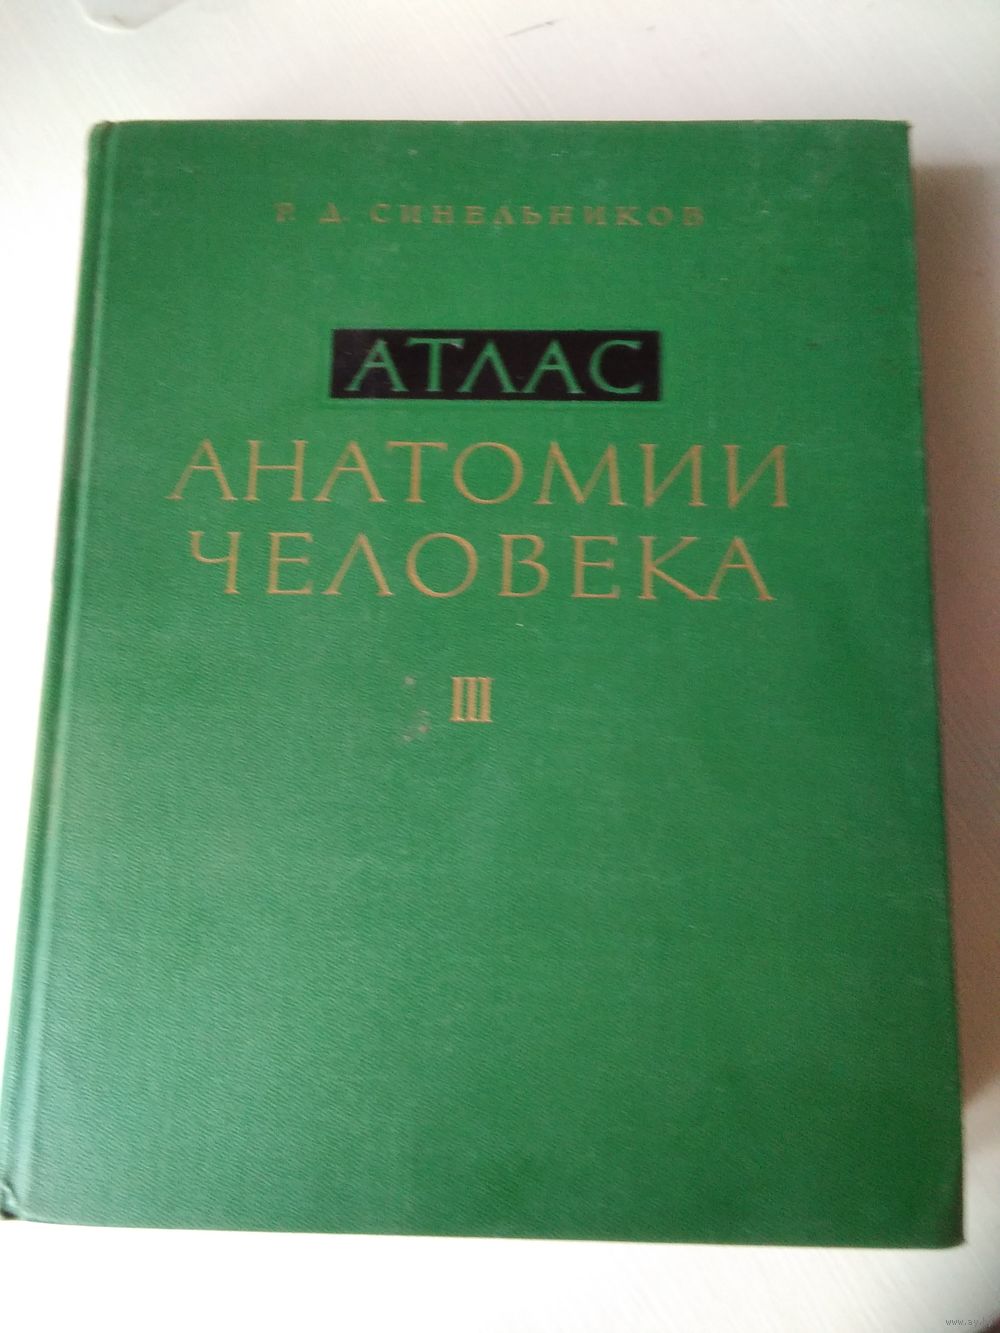 Р. Д. СИНЕЛЬНИКОВ
АТЛАС
АНАТОМИИ
ЧЕЛОВЕКА
III